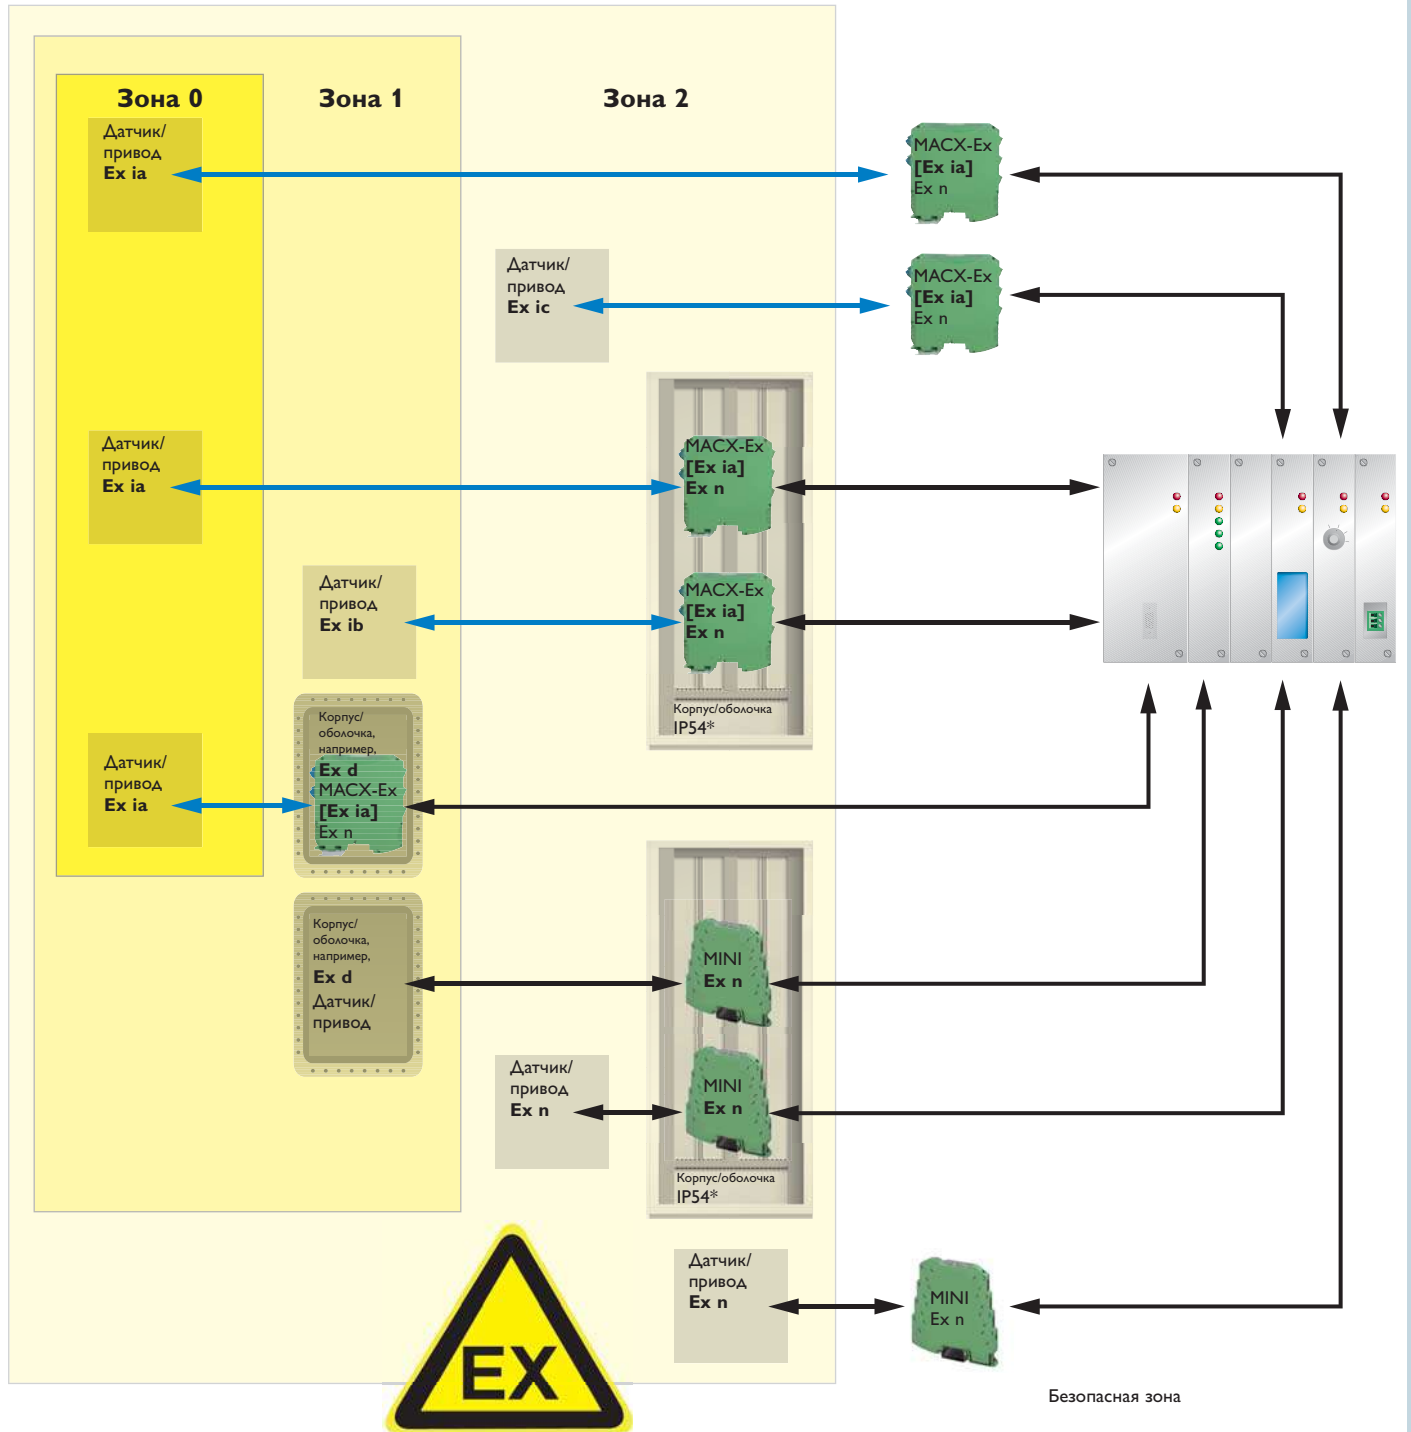 Зона 0
Зона 1
Зона 2
Датчик/
привод
Ex ia
MACX-Ex
[Ex ia]
Ex n
Датчик/
привод
Ex ic
MACX-Ex
[Ex ia]
Ex n
Датчик/
привод
Ex ia
MACX-Ex
[Ex ia]
Ex n
Датчик/
привод
Ex ib
MACX-Ex
[Ex ia]
Ex n
Корпус/оболочка
IP54*
Датчик/
привод
Ex ia
Корпус/
оболочка,
например,
Ex d
MACX-Ex
[Ex ia]
Ex n
Корпус/
оболочка,
например,
Ex d
Датчик/
привод
MINI
Ex n
Датчик/
привод
Ex n
MINI
Ex n
Корпус/оболочка
IP54*
Датчик/
привод
Ex n
MINI
Ex n
EX
Безопасная зона